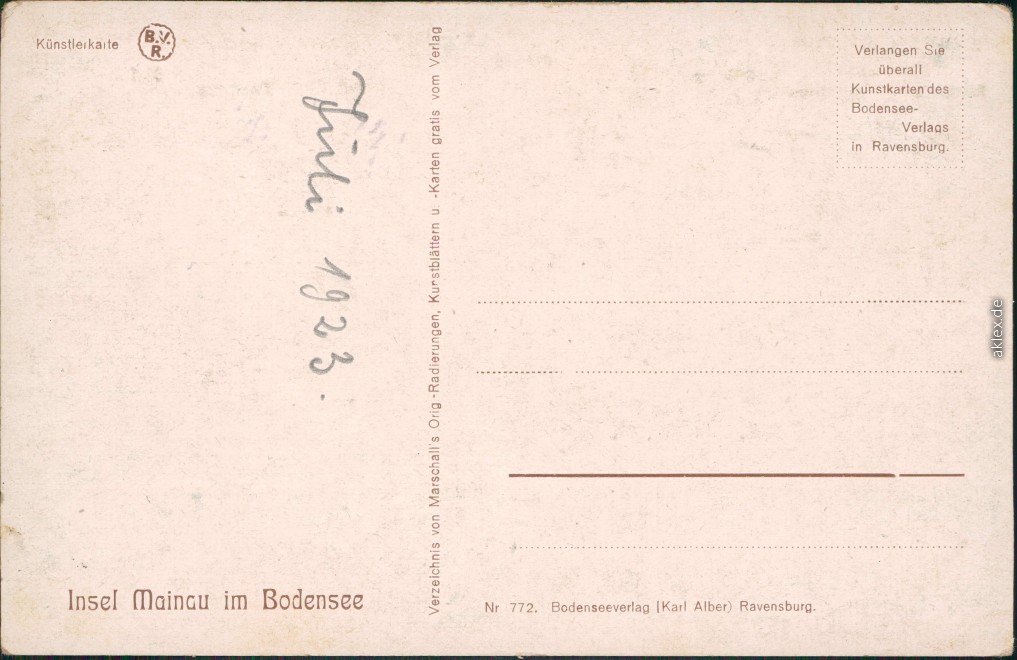 Künstlerkarte
B.V.
R.
Juli 1923.
Insel Mainau im Bodensee
Verzeichnis von Marschall's Orig.-Radierungen, Kunstblättern u. -Karten gratis vom Verlag
Verlangen Sie
überall
Kunstkarten des
Bodensee-
Verlags
in Ravensburg.
Nr 772. Bodenseeverlag (Karl Alber) Ravensburg.
aklex.de